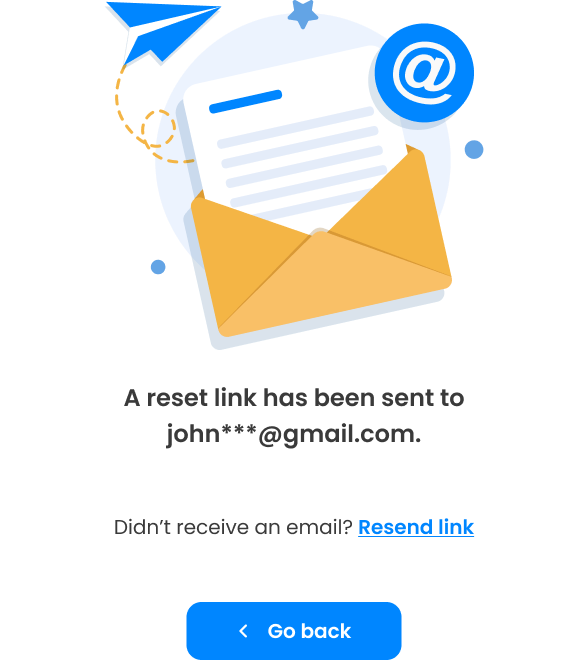 @
A reset link has been sent to
john***@gmail.com.
Didn’t receive an email? Resend link
Go back